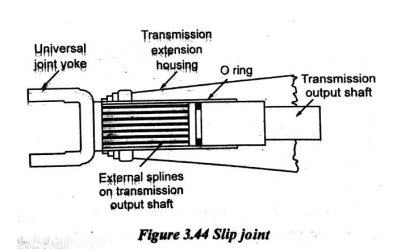 Universal
joint yoke
Transmission
extension
housing
O ring
Transmission
output shaft
External splines
on transmission
output shaft
Figure 3.44 Slip joint